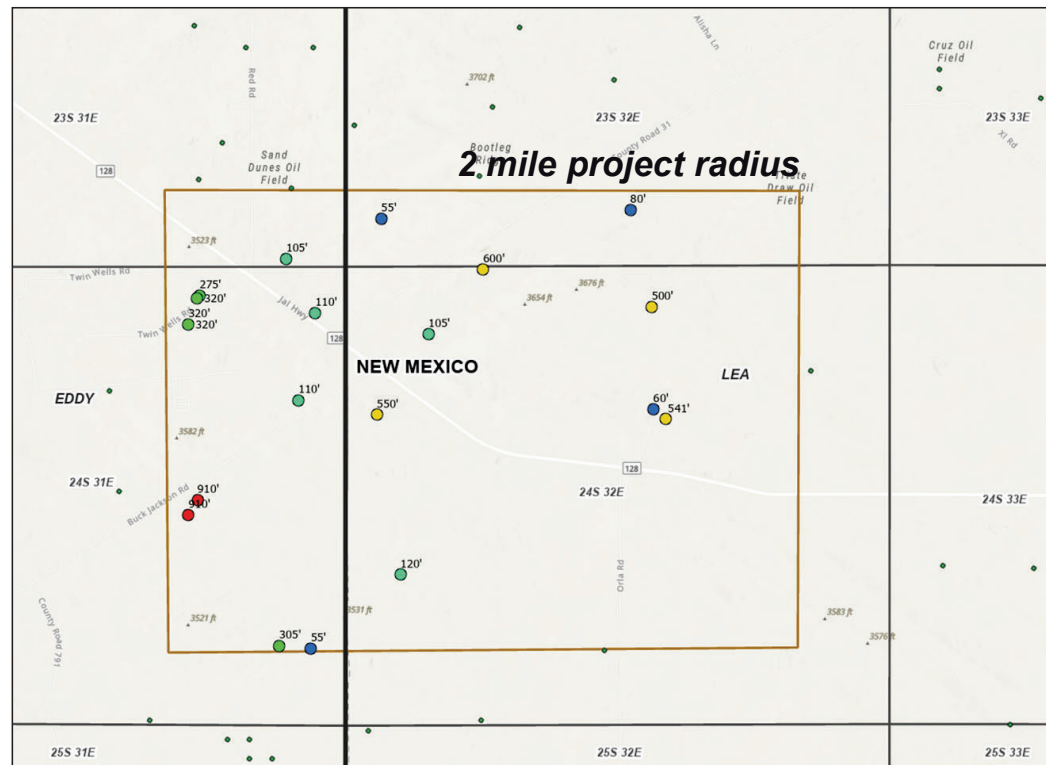 Alisha Ln
Cruz Oil
Field
3702 ft
Red Rd
23S 31E
23S 32E
23S 33E
County Road 31
Xl Rd
Bootleg
Sand
Dunes Oil
Field
2 mile project radius
128
Draw Oil
Field
55'
80'
3523 ft
105'
600'
Twin Wells Rd
275'
320'
3676 ft
3654 ft
500'
Jal Hwy
110'
320'
320'
Twin Wells Rd
105'
128
NEW MEXICO
LEA
EDDY
110'
550'
60'
541'
3582 ft
128
24S 31E
24S 32E
24S 33E
910'
910'
Buck Jackson Rd
120'
Orla Rd
County Road 791
3521 ft
3531 ft
3583 ft
3576 ft
305'
55'
25S 31E
25S 32E
25S 33E